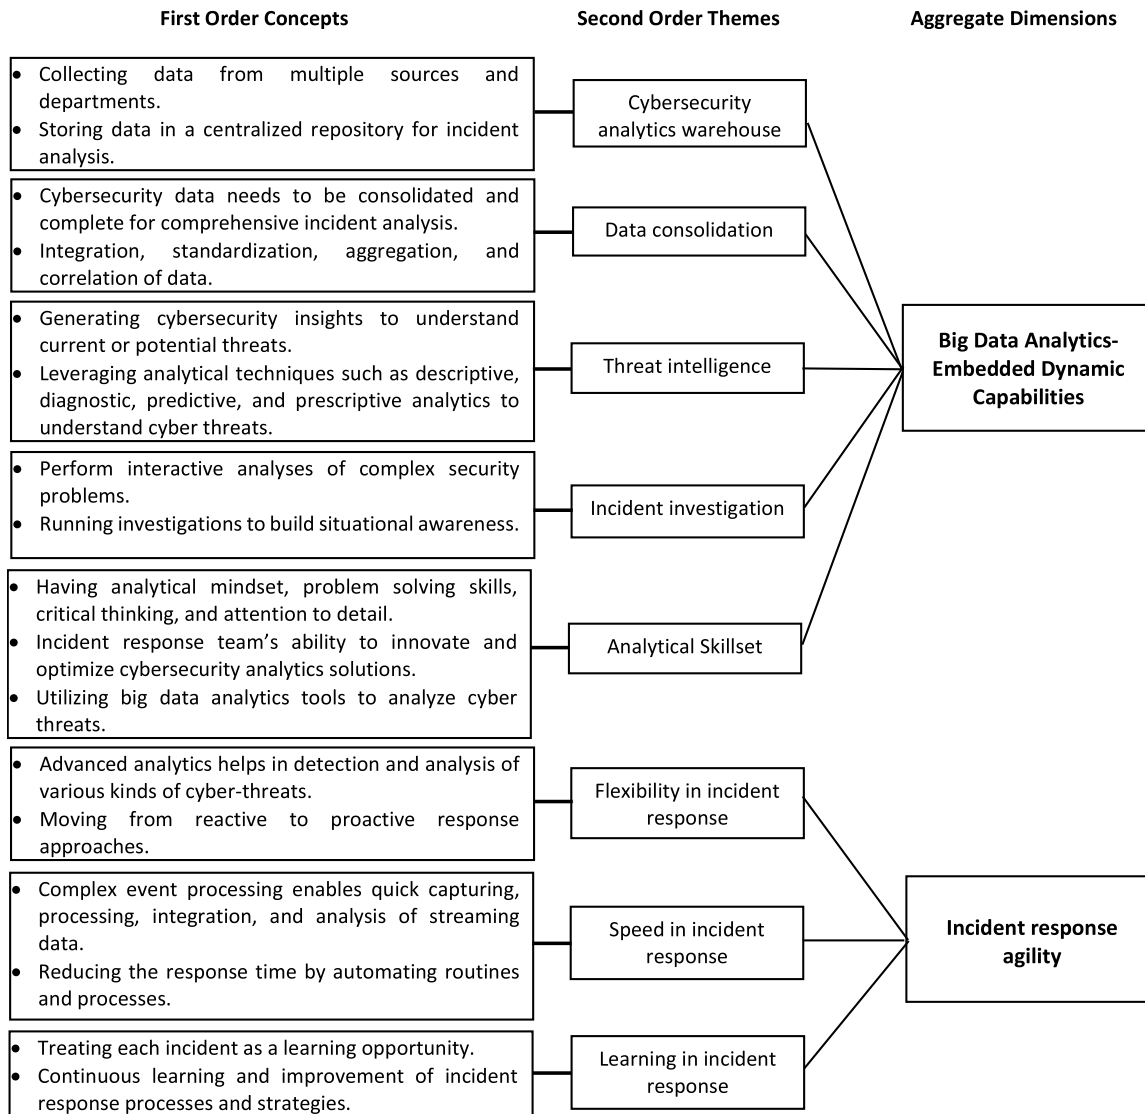 First Order Concepts
Second Order Themes
Aggregate Dimensions
• Collecting data from multiple sources and
departments.
• Storing data in a centralized repository for incident
analysis.
Cybersecurity
analytics warehouse
• Cybersecurity data needs to be consolidated and
complete for comprehensive incident analysis.
• Integration, standardization, aggregation, and
correlation of data.
Data consolidation
• Generating cybersecurity insights to understand
current or potential threats.
• Leveraging analytical techniques such as descriptive,
diagnostic, predictive, and prescriptive analytics to
understand cyber threats.
Threat intelligence
Big Data Analytics-
Embedded Dynamic
Capabilities
• Perform interactive analyses of complex security
problems.
• Running investigations to build situational awareness.
Incident investigation
• Having analytical mindset, problem solving skills,
critical thinking, and attention to detail.
• Incident response team’s ability to innovate and
optimize cybersecurity analytics solutions.
• Utilizing big data analytics tools to analyze cyber
threats.
Analytical Skillset
• Advanced analytics helps in detection and analysis of
various kinds of cyber-threats.
• Moving from reactive to proactive response
approaches.
Flexibility in incident
response
• Complex event processing enables quick capturing,
processing, integration, and analysis of streaming
data.
• Reducing the response time by automating routines
and processes.
Speed in incident
response
Incident response
agility
• Treating each incident as a learning opportunity.
• Continuous learning and improvement of incident
response processes and strategies.
Learning in incident
response